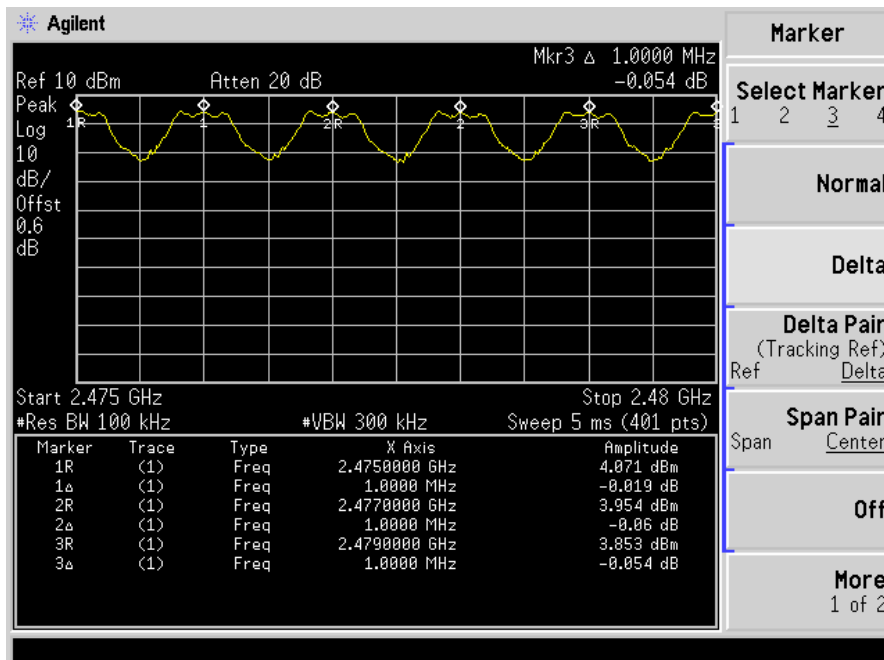 Agilent
Marker
Mkr3 Δ 1.0000 MHz
Ref 10 dBm Atten 20 dB -0.054 dB
Peak
Log
10
dB/
Offst
0.6
dB
1R 1 2R 2 3R
Start 2.475 GHz Stop 2.48 GHz
#Res BW 100 kHz #VBW 300 kHz Sweep 5 ms (401 pts)
Marker Trace Type X Axis Amplitude
1R (1) Freq 2.4750000 GHz 4.071 dBm
1Δ (1) Freq 1.0000 MHz -0.019 dB
2R (1) Freq 2.4770000 GHz 3.954 dBm
2Δ (1) Freq 1.0000 MHz -0.06 dB
3R (1) Freq 2.4790000 GHz 3.853 dBm
3Δ (1) Freq 1.0000 MHz -0.054 dB
Select Marker
1 2 3 4
Normal
Delta
Delta Pair
(Tracking Ref)
Ref Delta
Span Pair
Span Center
Off
More
1 of 2